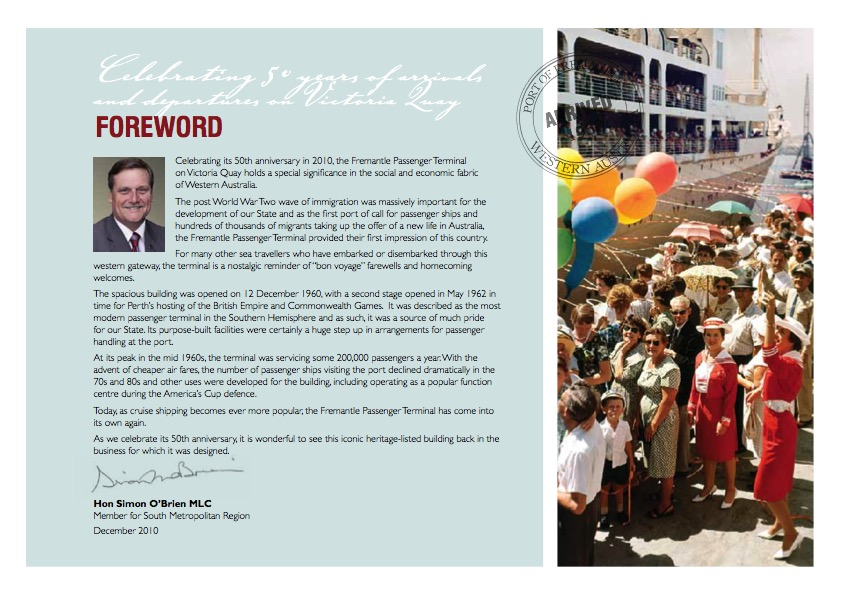 Celebrating 50 years of arrivals
and departures on Victoria Quay
FOREWORD
Celebrating its 50th anniversary in 2010, the Fremantle Passenger Terminal
on Victoria Quay holds a special significance in the social and economic fabric
of Western Australia.
The post World War Two wave of immigration was massively important for the
development of our State and as the first port of call for passenger ships and
hundreds of thousands of migrants taking up the offer of a new life in Australia,
the Fremantle Passenger Terminal provided their first impression of this country.
For many other sea travellers who have embarked or disembarked through this
western gateway, the terminal is a nostalgic reminder of "bon voyage" farewells and homecoming
welcomes.
The spacious building was opened on 12 December 1960, with a second stage opened in May 1962 in
time for Perth's hosting of the British Empire and Commonwealth Games. It was described as the most
modern passenger terminal in the Southern Hemisphere and as such, it was a source of much pride
for our State. Its purpose-built facilities were certainly a huge step up in arrangements for passenger
handling at the port.
At its peak in the mid 1960s, the terminal was servicing some 200,000 passengers a year. With the
advent of cheaper air fares, the number of passenger ships visiting the port declined dramatically in the
70s and 80s and other uses were developed for the building, including operating as a popular function
centre during the America's Cup defence.
Today, as cruise shipping becomes ever more popular, the Fremantle Passenger Terminal has come into
its own again.
As we celebrate its 50th anniversary, it is wonderful to see this iconic heritage-listed building back in the
business for which it was designed.
Hon Simon O'Brien MLC
Member for South Metropolitan Region
December 2010
PORT OF
ARRIVED
WESTERN